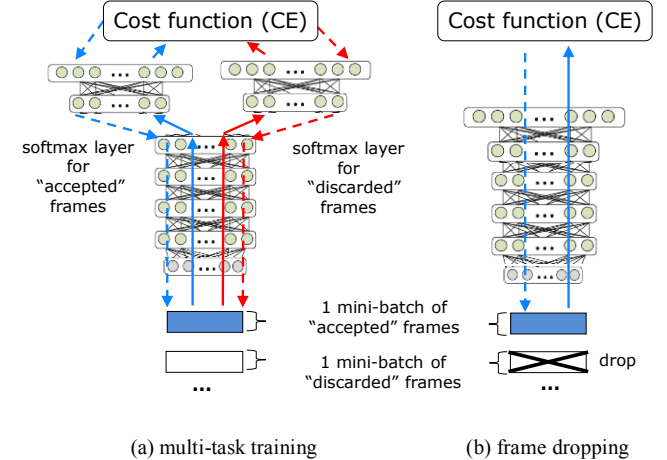 Cost function (CE)
Cost function (CE)
...
...
...
softmax layer
for
"accepted"
frames
softmax layer
for
"discarded"
frames
1 mini-batch of
"accepted" frames
1 mini-batch of
"discarded" frames
drop
...
...
(a) multi-task training
(b) frame dropping